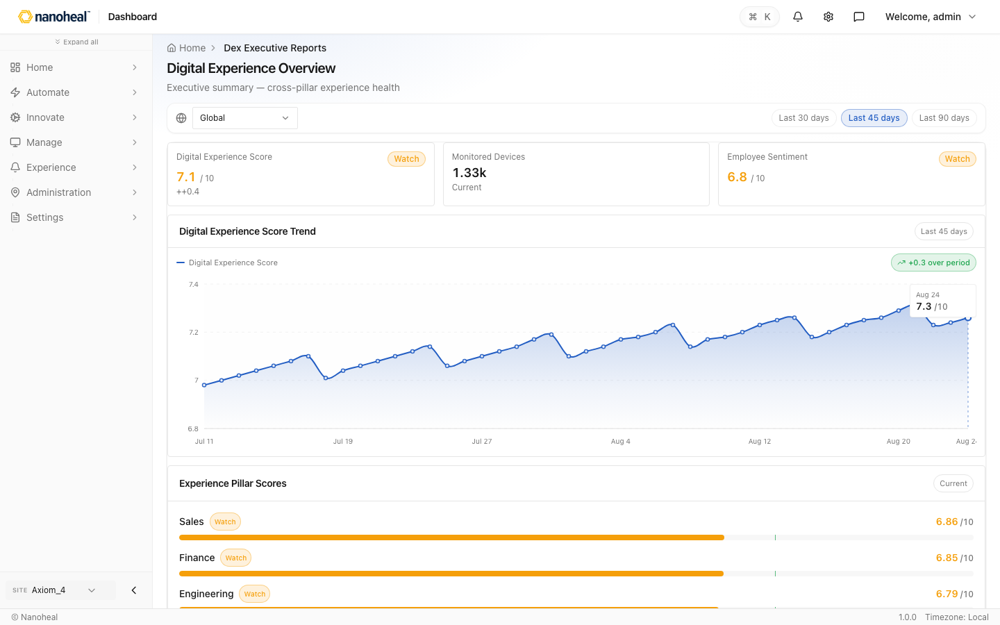 nanoheal™
Dashboard
⌘ K
Welcome, admin
Expand all
Home
Automate
Innovate
Manage
Experience
Administration
Settings
SITE Axiom_4
Home > Dex Executive Reports
Digital Experience Overview
Executive summary — cross-pillar experience health
Global
Last 30 days
Last 45 days
Last 90 days
Digital Experience Score
Watch
7.1 / 10
++0.4
Monitored Devices
1.33k
Current
Employee Sentiment
Watch
6.8 / 10
Digital Experience Score Trend
Last 45 days
Digital Experience Score
+0.3 over period
7.4
7.2
7
6.8
Aug 24
7.3 /10
Jul 11
Jul 19
Jul 27
Aug 4
Aug 12
Aug 20
Aug 2
Experience Pillar Scores
Current
Sales Watch
6.86 /10
Finance Watch
6.85 /10
Engineering Watch
6.79 /10
© Nanoheal
1.0.0
Timezone: Local